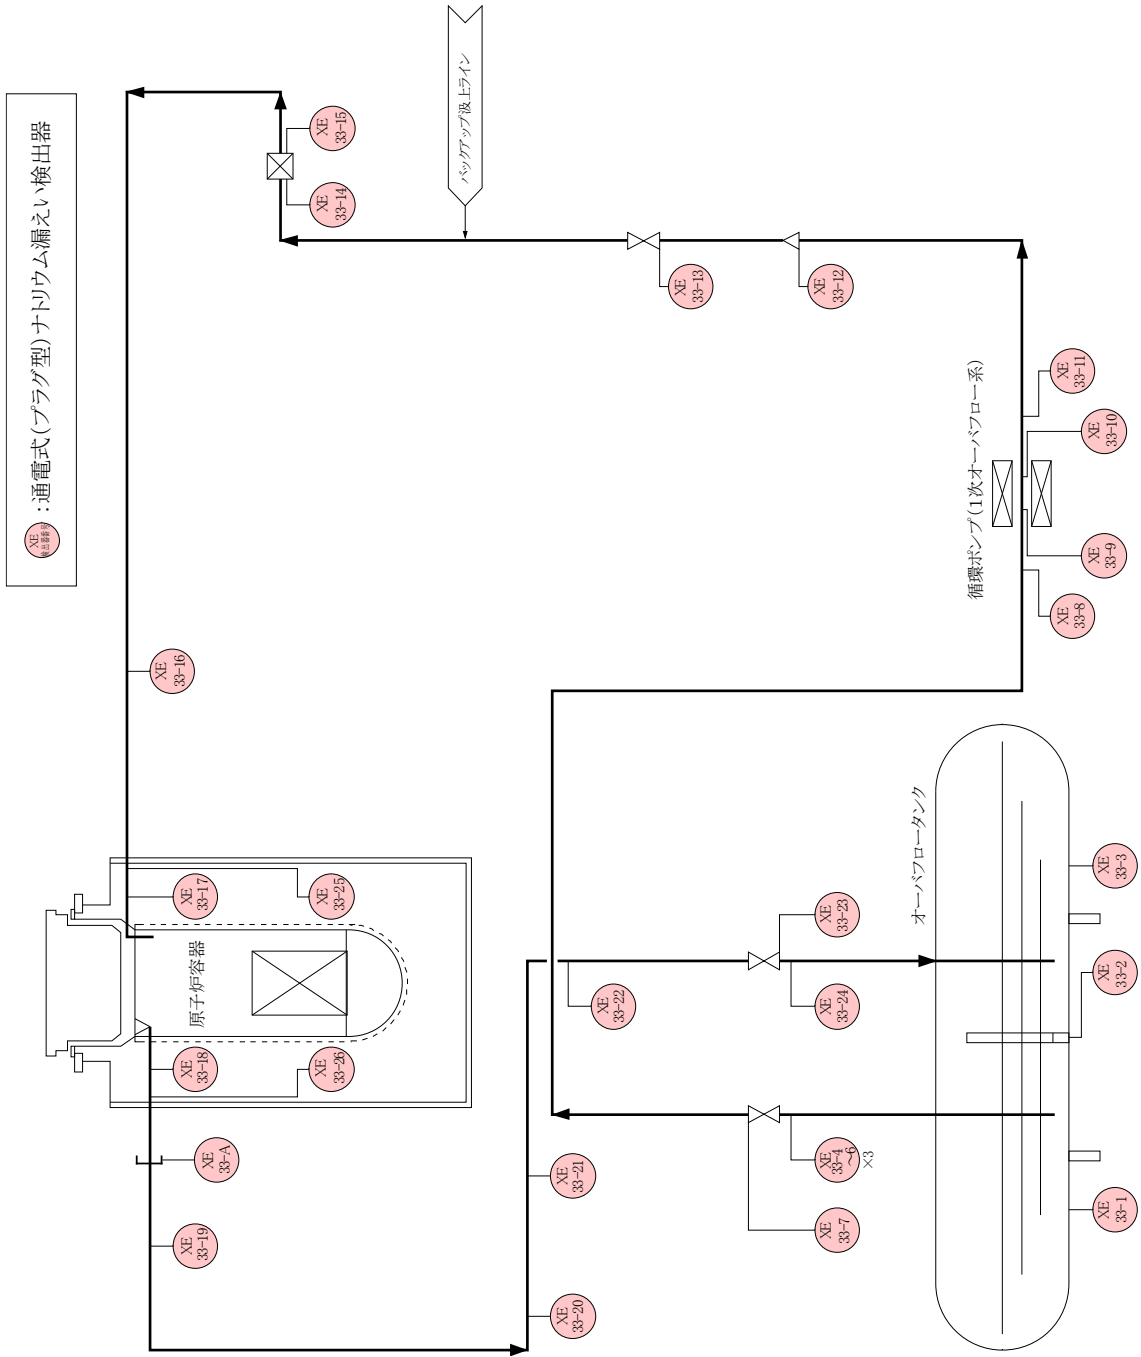 XE
検出器番号
:通電式(プラグ型)ナトリウム漏えい検出器
バックアップ汲上ライン
XE
33-15
XE
33-14
XE
33-13
XE
33-12
XE
33-11
XE
33-10
循環ポンプ(1次オーバフロー系)
XE
33-9
XE
33-8
XE
33-16
オーバフロータンク
XE
33-17
XE
33-25
原子炉容器
XE
33-18
XE
33-26
XE
33-22
XE
33-23
XE
33-24
XE
33-3
XE
33-2
XE
33-1
XE
33-A
XE
33-19
XE
33-21
XE
33-20
XE
33-4
~6
×3
XE
33-7